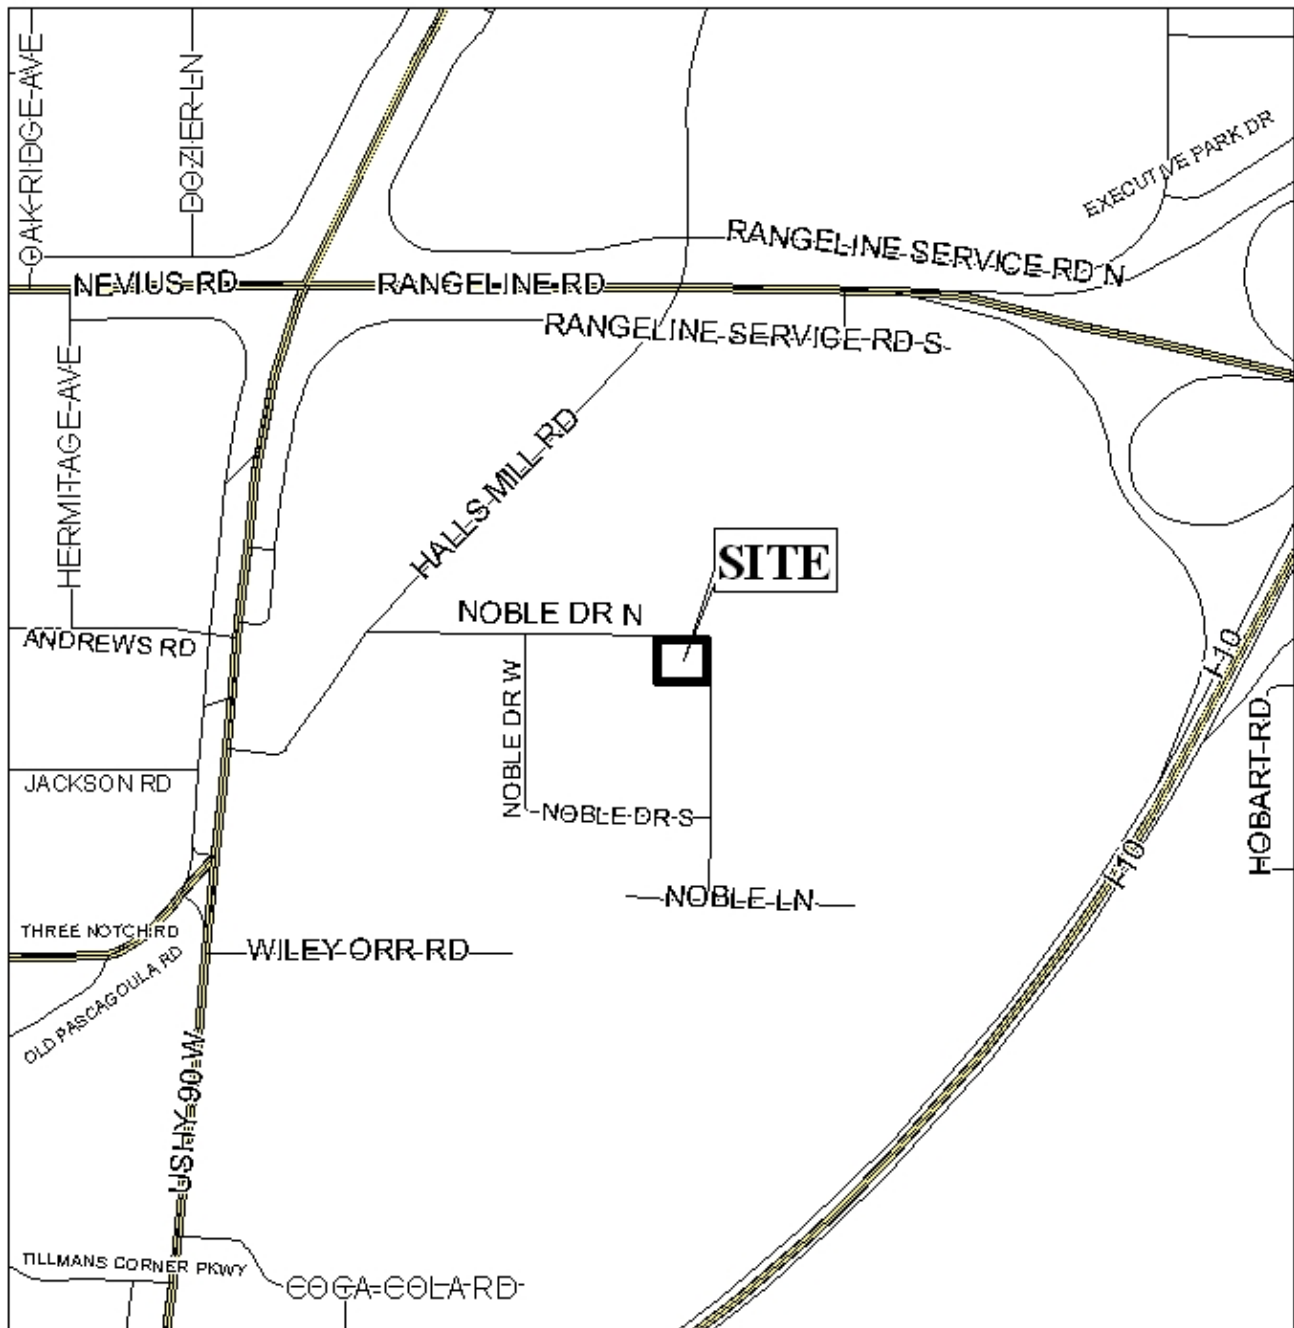 OAK RIDGE AVE
DOZIER LN
EXECUTIVE PARK DR
RANGELINE SERVICE RD N
NEVIUS RD
RANGELINE RD
RANGELINE SERVICE RD S
HERMITAGE AVE
HALLS MILL RD
SITE
NOBLE DR N
ANDREWS RD
I-10
NOBLE DR W
HOBART RD
JACKSON RD
NOBLE DR S
I-10
NOBLE LN
THREE NOTCH RD
WILEY ORR RD
OLD PASCAGOULA RD
US HY 90 W
TILLMANS CORNER PKWY
COCA COLA RD